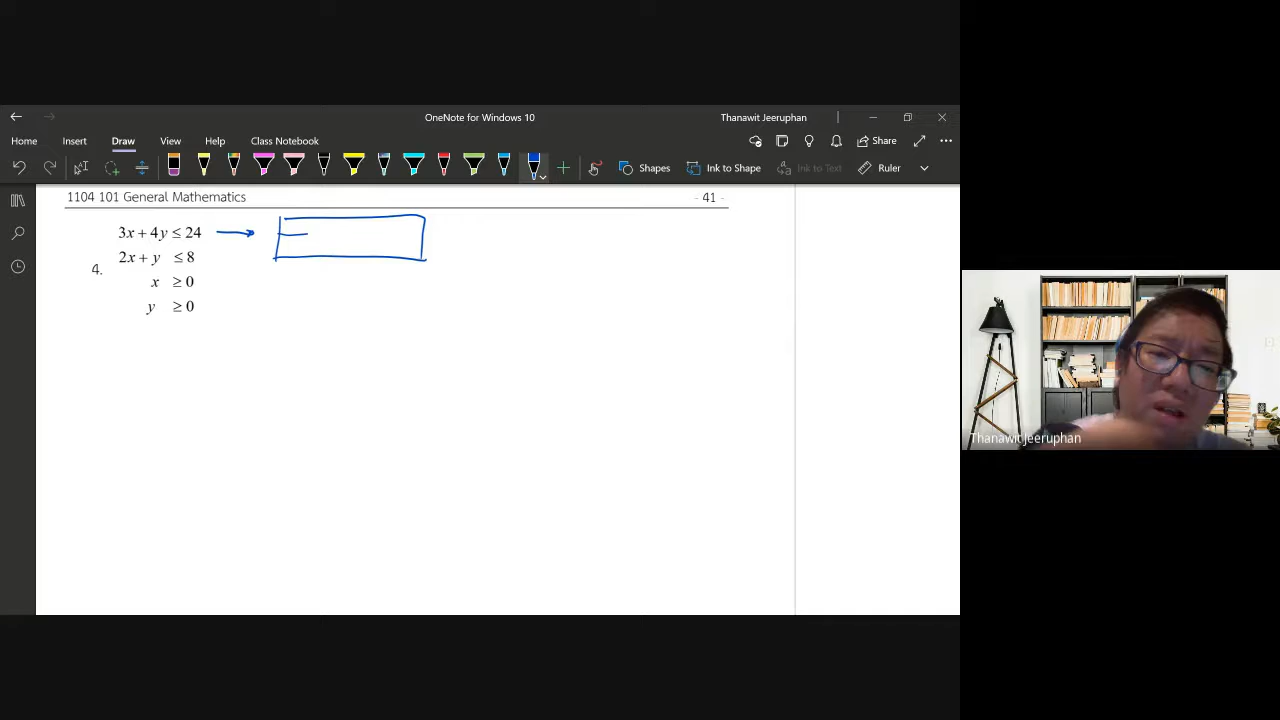 OneNote for Windows 10
Thanawit Jeeruphan
Home Insert Draw View Help Class Notebook
Share
Shapes Ink to Shape Ink to Text Ruler
1104 101 General Mathematics - 41 -
3x + 4y ≤ 24
2x + y ≤ 8
4.
x ≥ 0
y ≥ 0
Thanawit Jeeruphan